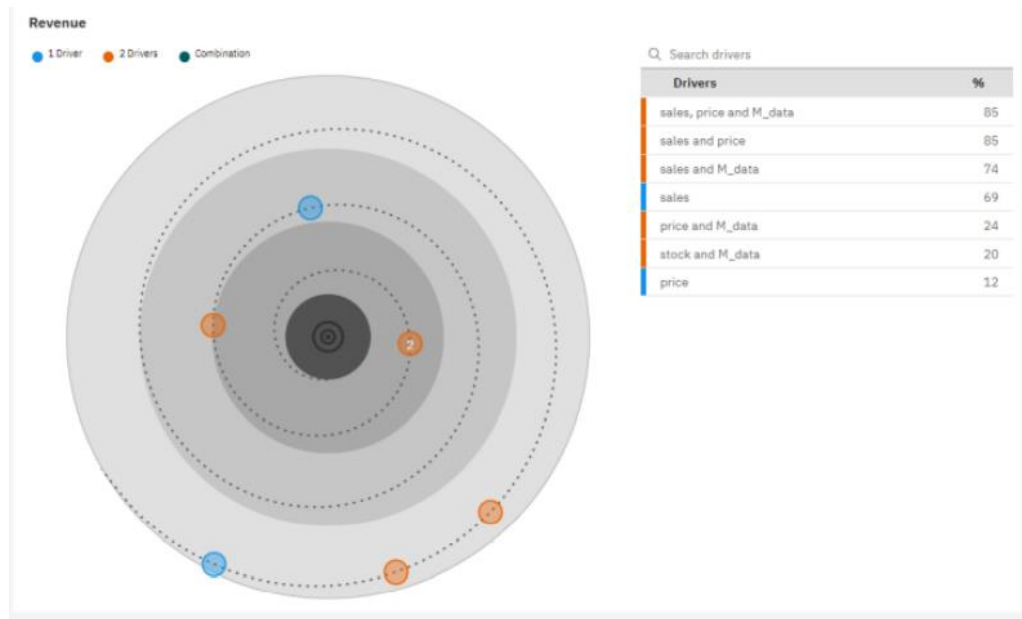 Revenue
1 Driver 2 Drivers Combination
Search drivers
Drivers %
sales, price and M_data 85
sales and price 85
sales and M_data 74
sales 69
price and M_data 24
stock and M_data 20
price 12
2